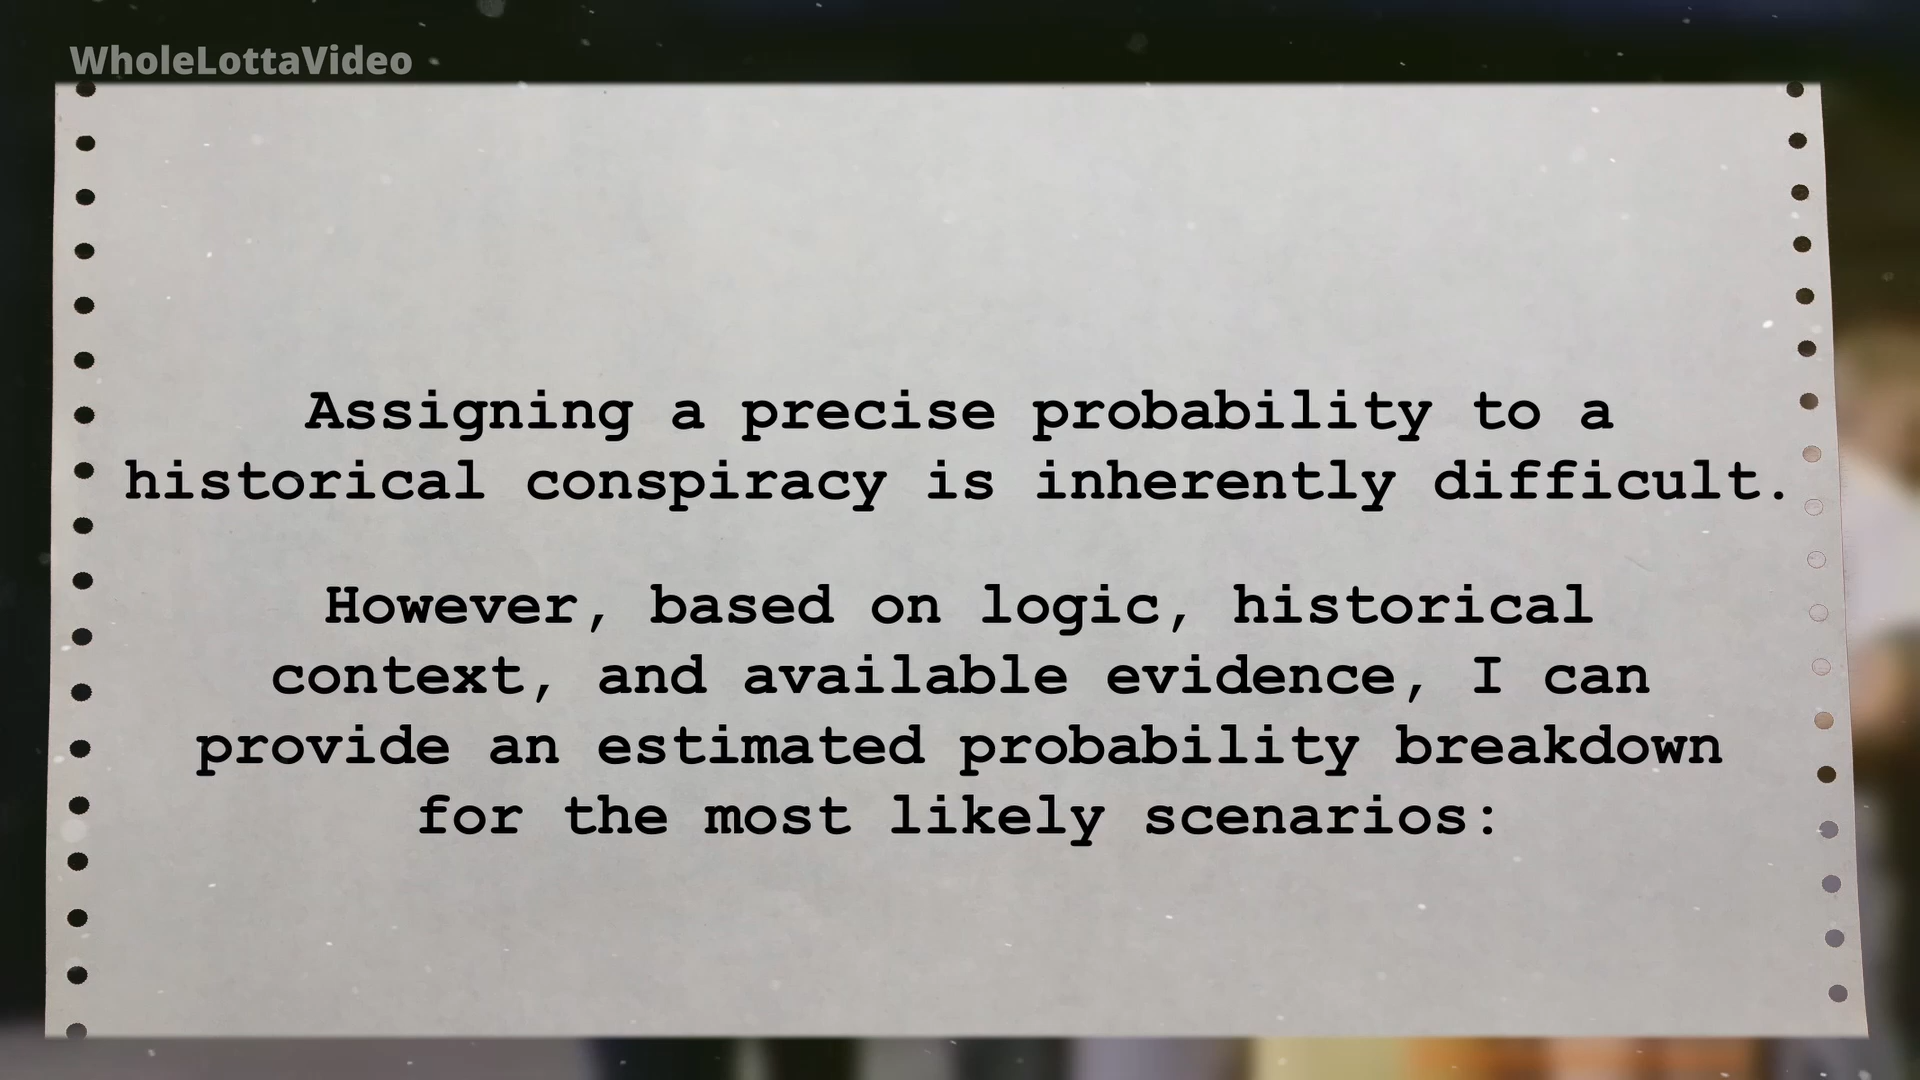 WholeLottaVideo
Assigning a precise probability to a
historical conspiracy is inherently difficult.
However, based on logic, historical
context, and available evidence, I can
provide an estimated probability breakdown
for the most likely scenarios: